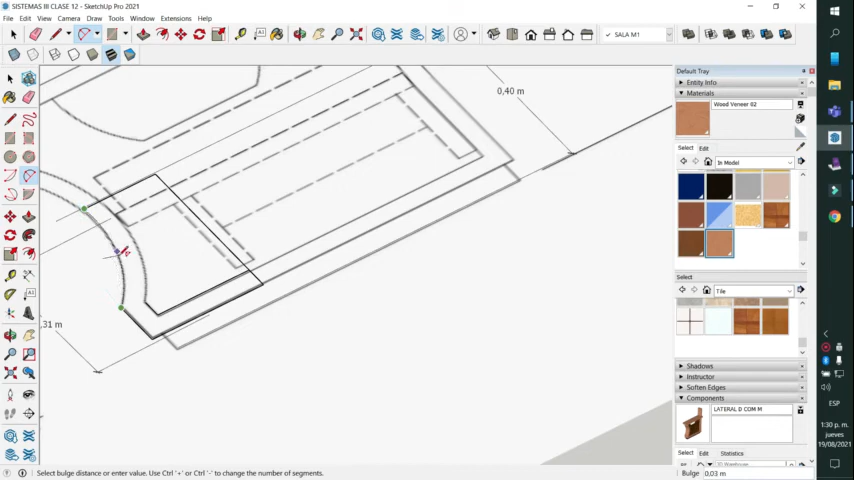 SISTEMAS III CLASE 12 - SketchUp Pro 2021
File Edit View Camera Draw Tools Window Extensions Help
SALA M1
Default Tray
Entity Info
Materials
Wood Veneer 02
Select Edit
In Model
0,40 m
,31 m
Select
Tile
Shadows
Instructor
Soften Edges
Components
LATERAL D COM M
Select Edit Statistics
ESP
1:30 p. m.
jueves
19/08/2021
Select bulge distance or enter value. Use Ctrl '+' or Ctrl '-' to change the number of segments.
Bulge 0,03 m